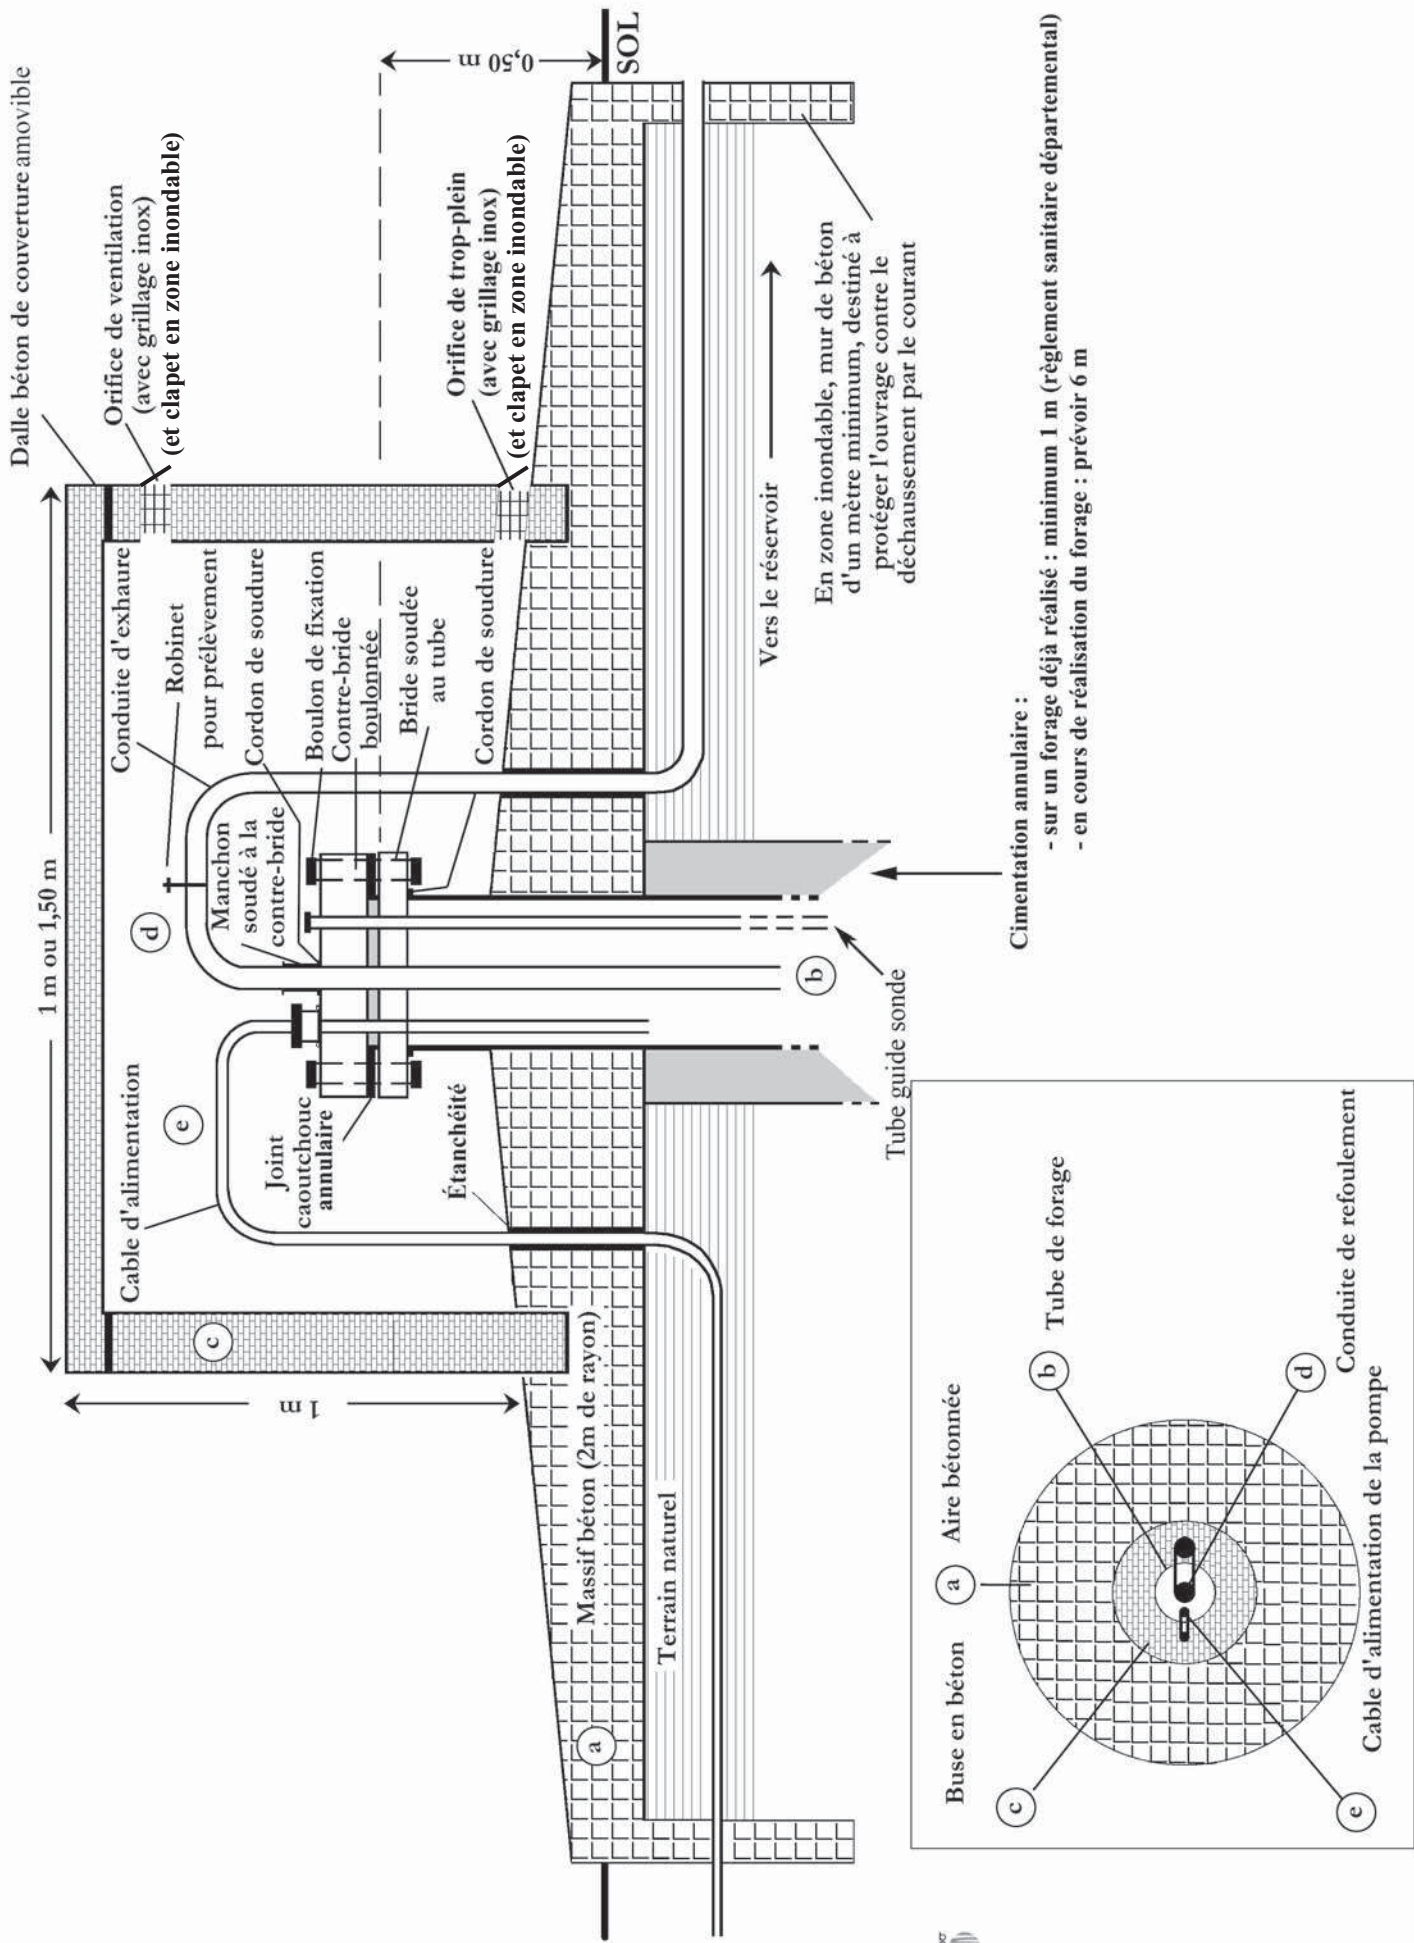 Dalle béton de couverture amovible
1 m ou 1,50 m
Orifice de ventilation
(avec grillage inox)
(et clapet en zone inondable)
Cable d'alimentation
e
d
Conduite d'exhaure
Robinet
pour prélèvement
c
1 m
Manchon
soudé à la
contre-bride
Cordon de soudure
Joint
caoutchouc
annulaire
Boulon de fixation
Contre-bride
boulonnée
Bride soudée
au tube
0,50 m
Étanchéité
Cordon de soudure
Orifice de trop-plein
(avec grillage inox)
(et clapet en zone inondable)
a
Massif béton (2m de rayon)
SOL
Terrain naturel
Vers le réservoir
b
Tube guide sonde
En zone inondable, mur de béton
d'un mètre minimum, destiné à
protéger l'ouvrage contre le
déchaussement par le courant
Cimentation annulaire :
- sur un forage déjà réalisé : minimum 1 m (règlement sanitaire départemental)
- en cours de réalisation du forage : prévoir 6 m
Buse en béton
a
Aire bétonnée
c
b
Tube de forage
e
d
Conduite de refoulement
Cable d'alimentation de la pompe